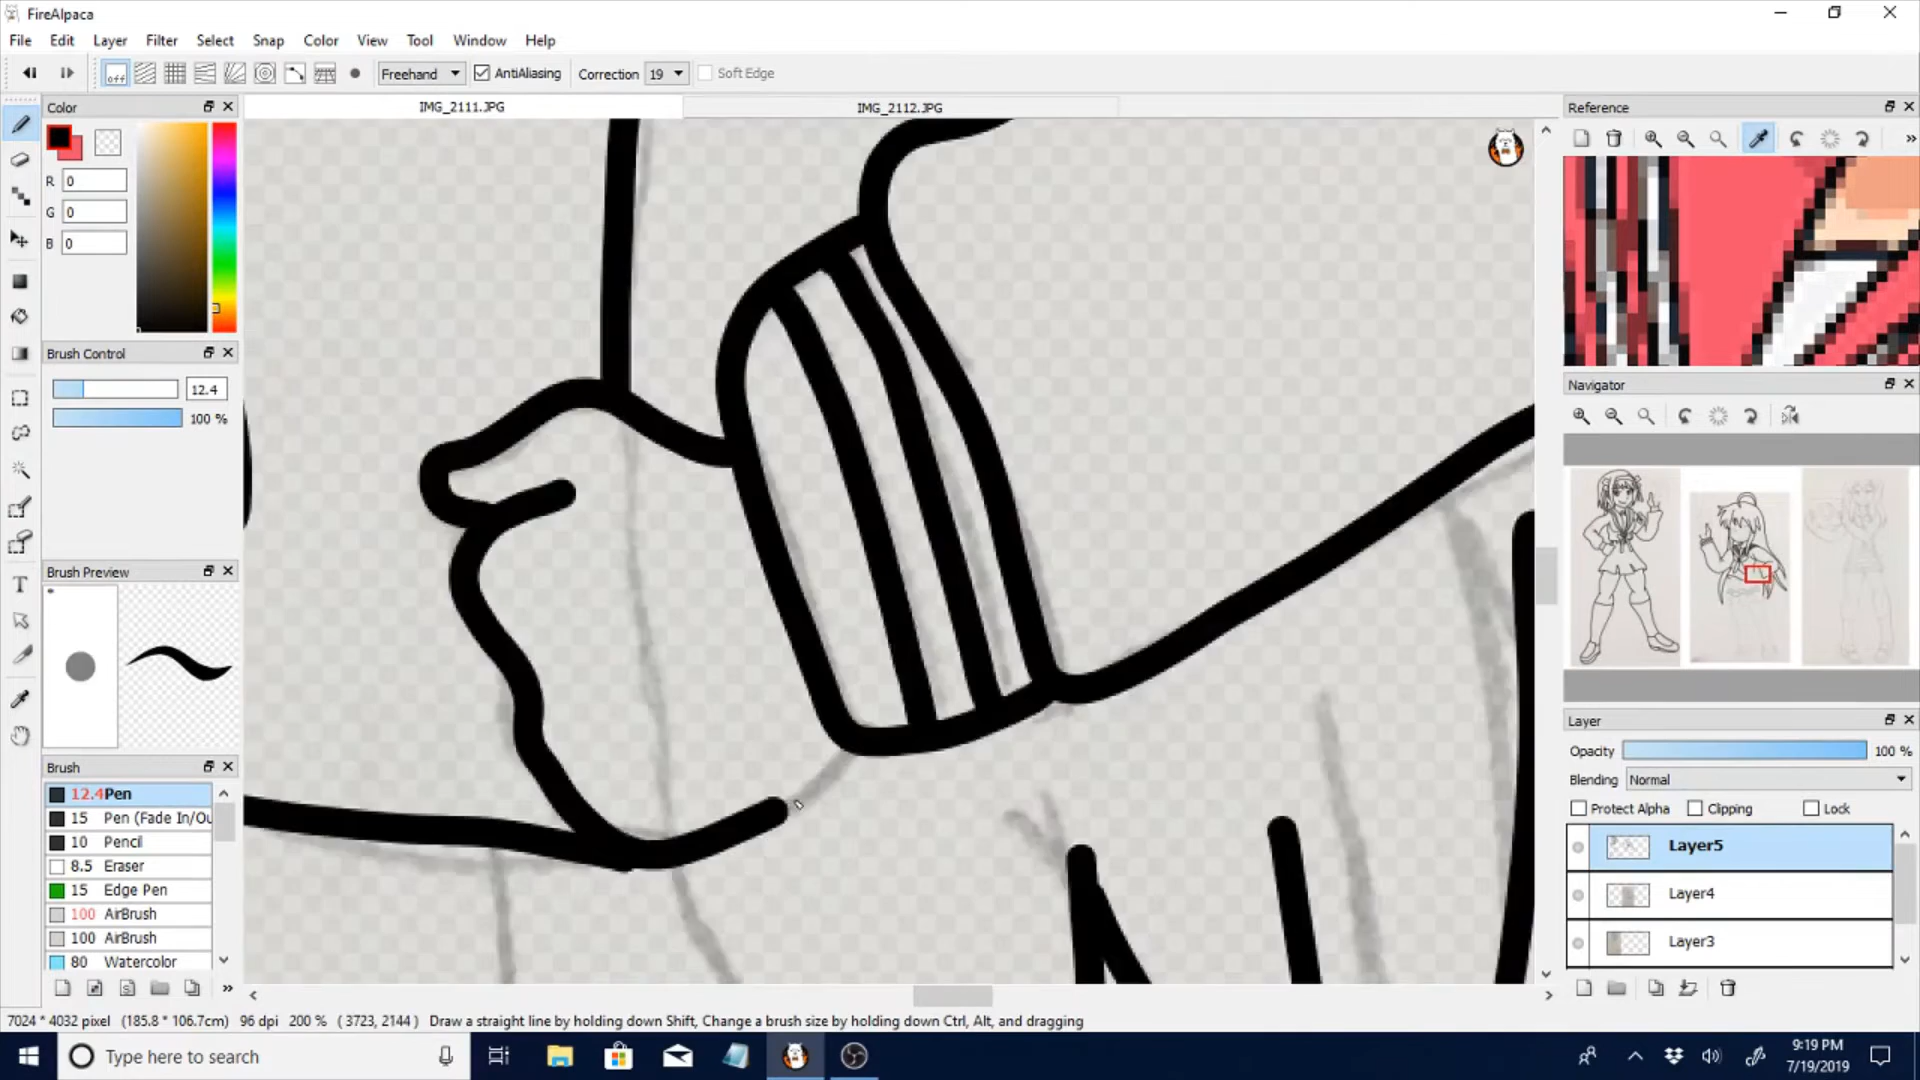 FireAlpaca
File Edit Layer Filter Select Snap Color View Tool Window Help
off Freehand AntiAliasing Correction 19 Soft Edge
Color
IMG_2111.JPG IMG_2112.JPG
Reference
R 0
G 0
B 0
Brush Control
12.4
100 %
Navigator
Brush Preview
Brush
12.4 Pen
15 Pen (Fade In/Ou
10 Pencil
8.5 Eraser
15 Edge Pen
100 AirBrush
100 AirBrush
80 Watercolor
Layer
Opacity 100 %
Blending Normal
Protect Alpha Clipping Lock
Layer5
Layer4
Layer3
7024 * 4032 pixel (185.8 * 106.7cm) 96 dpi 200 % ( 3723, 2144 ) Draw a straight line by holding down Shift, Change a brush size by holding down Ctrl, Alt, and dragging
Type here to search
9:19 PM
7/19/2019